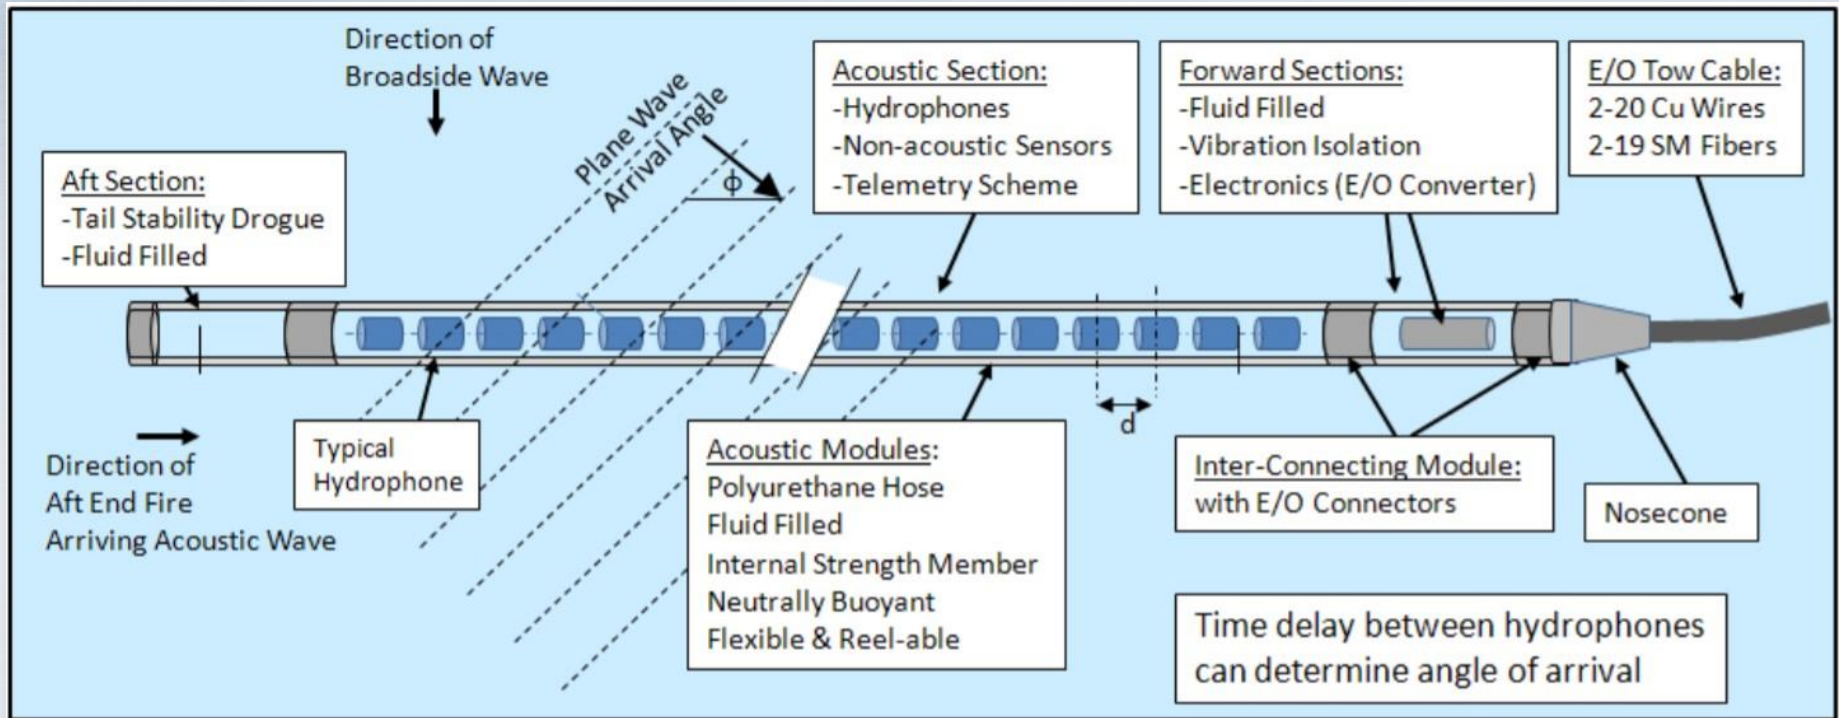 Direction of
Broadside Wave
Plane Wave
Arrival Angle
ϕ
Acoustic Section:
-Hydrophones
-Non-acoustic Sensors
-Telemetry Scheme
Forward Sections:
-Fluid Filled
-Vibration Isolation
-Electronics (E/O Converter)
E/O Tow Cable:
2-20 Cu Wires
2-19 SM Fibers
Aft Section:
-Tail Stability Drogue
-Fluid Filled
d
Direction of
Aft End Fire
Arriving Acoustic Wave
Typical
Hydrophone
Acoustic Modules:
Polyurethane Hose
Fluid Filled
Internal Strength Member
Neutrally Buoyant
Flexible & Reel-able
Inter-Connecting Module:
with E/O Connectors
Nosecone
Time delay between hydrophones
can determine angle of arrival